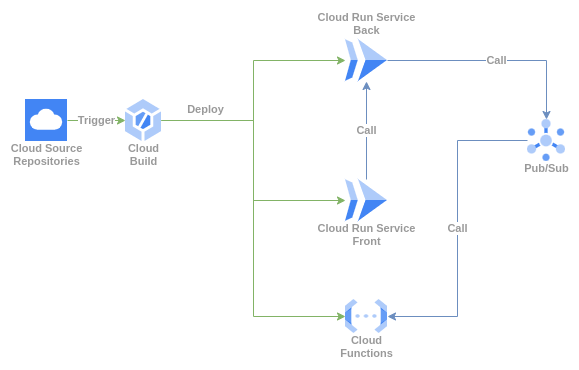 Cloud Run Service
Back
Call
Deploy
Trigger
Cloud Source
Repositories
Cloud
Build
Call
Pub/Sub
Cloud Run Service
Front
Call
Cloud
Functions